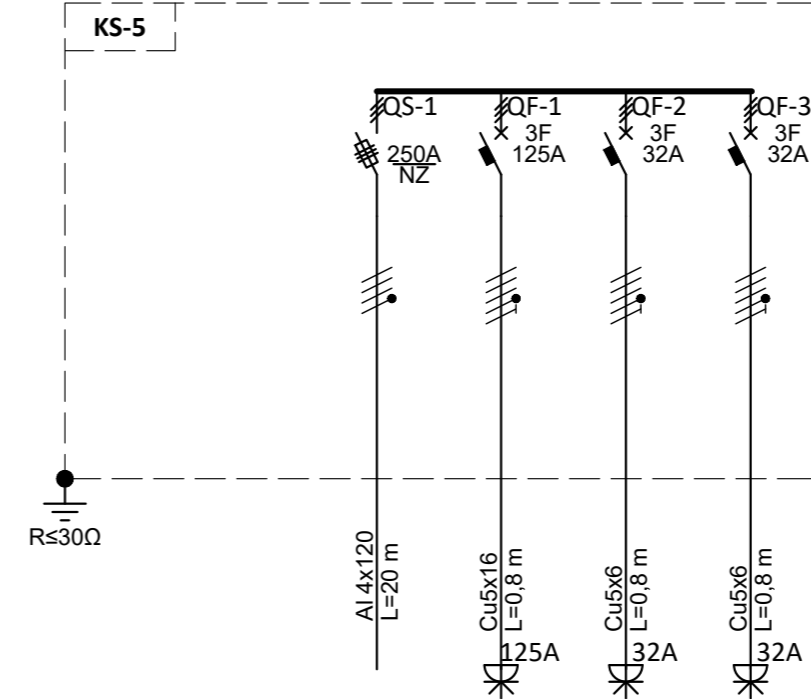 KS-5
QS-1
250A
NZ
QF-1
3F
125A
QF-2
3F
32A
QF-3
3F
32A
R≤30Ω
Al 4x120
L=20 m
Cu5x16
L=0,8 m
Cu5x6
L=0,8 m
Cu5x6
L=0,8 m
125A
32A
32A